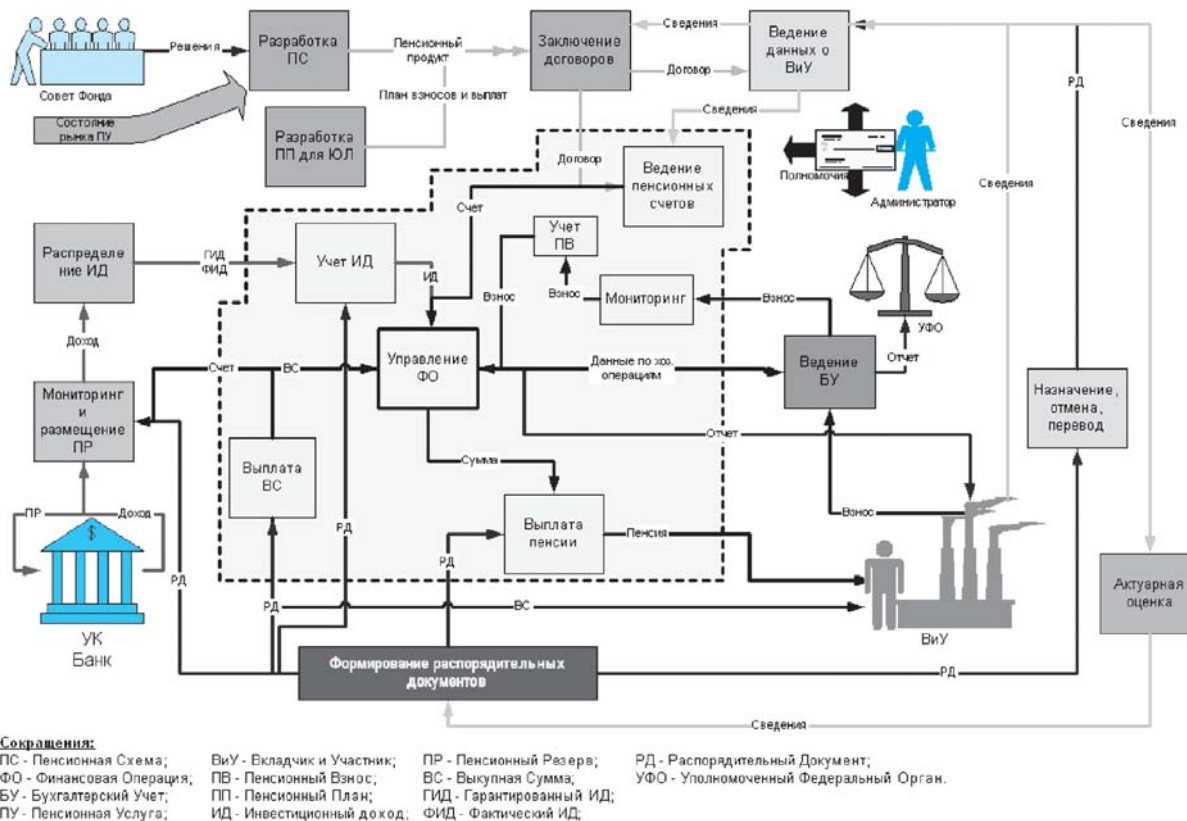 Решения
Разработка
ПС
Пенсионный
продукт
Заключение
договоров
Сведения
Договор
Ведение
данных о
ВиУ
РД
Сведения
Совет Фонда
Состояние
рынка ПУ
План взносов и выплат
Разработка
ПП для ЮЛ
Сведения
Договор
Ведение
пенсионных
счетов
Полномочия
Администратор
Сведения
Счет
Учет
ПВ
Распределе
ние ИД
ГИД
ФИД
Учет ИД
ИД
Взнос
Взнос
Мониторинг
Взнос
УФО
Доход
Управление
ФО
Данные по хоз.
операциям
Ведение
БУ
Отчет
Счет
ВС
Мониторинг
и
размещение
ПР
Назначение,
отмена,
перевод
Отчет
Выплата
ВС
Сумма
ПР
Доход
$
РД
Выплата
пенсии
Пенсия
Взнос
РД
РД
РД
ВС
Актуарная
оценка
УК
Банк
ВиУ
Формирование распорядительных
документов
РД
Сведения
Сокращения:
ПС - Пенсионная Схема; ВиУ - Вкладчик и Участник; ПР - Пенсионный Резерв; РД - Распорядительный Документ;
ФО - Финансовая Операция; ПВ - Пенсионный Взнос; ВС - Выкупная Сумма; УФО - Уполномоченный Федеральный Орган.
БУ - Бухгалтерский Учет; ПП - Пенсионный План; ГИД - Гарантированный ИД;
ПУ - Пенсионная Услуга; ИД - Инвестиционный доход; ФИД - Фактический ИД;